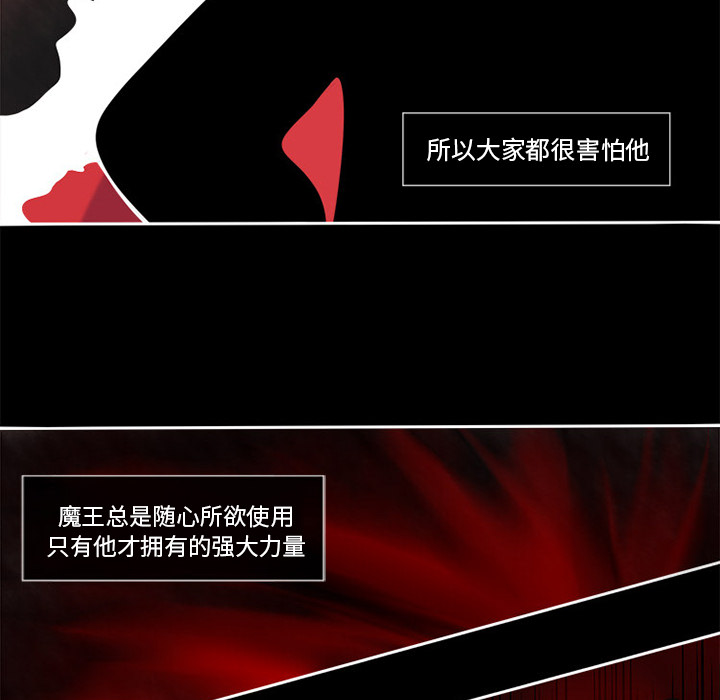 所以大家都很害怕他
魔王总是随心所欲使用
只有他才拥有的强大力量